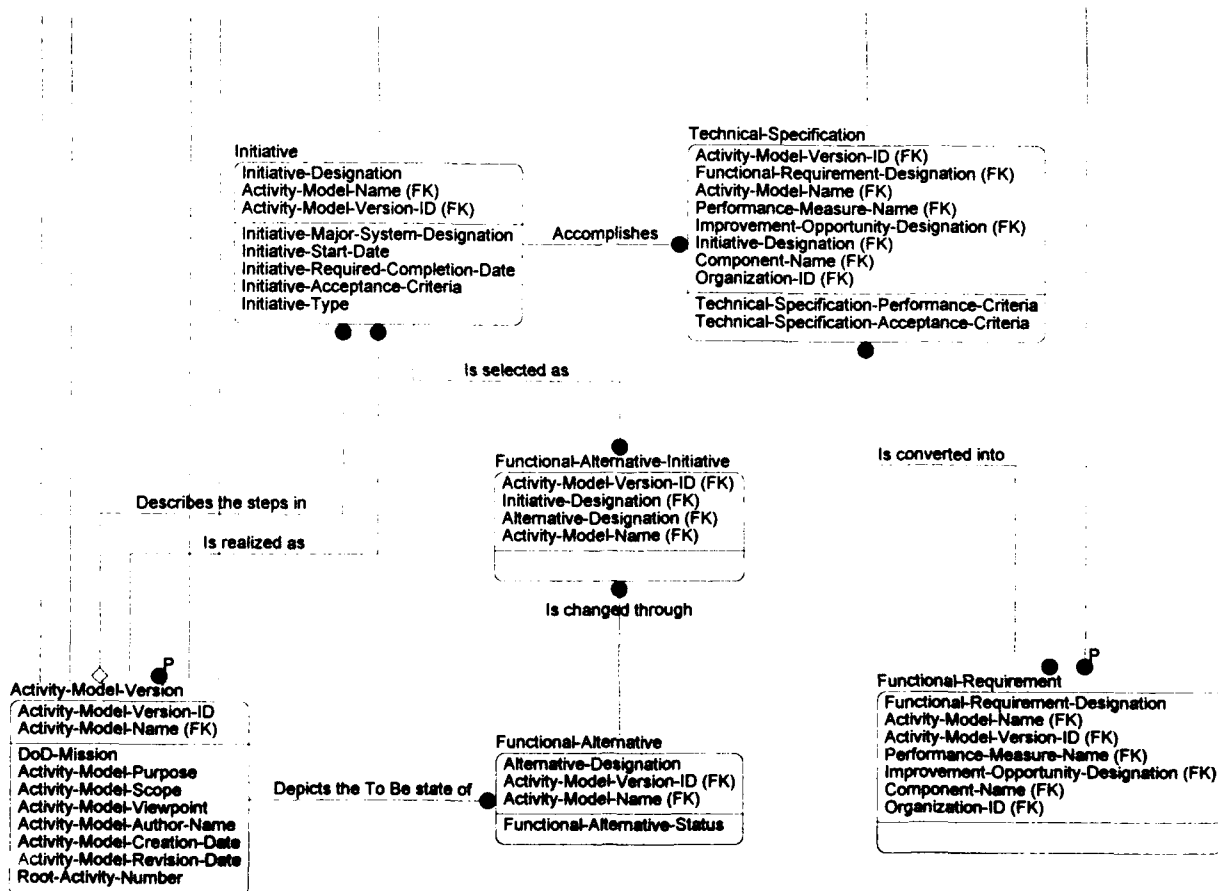 Initiative
Initiative-Designation
Activity-Model-Name (FK)
Activity-Model-Version-ID (FK)
Initiative-Major-System-Designation
Initiative-Start-Date
Initiative-Required-Completion-Date
Initiative-Acceptance-Criteria
Initiative-Type
Accomplishes
Technical-Specification
Activity-Model-Version-ID (FK)
Functional-Requirement-Designation (FK)
Activity-Model-Name (FK)
Performance-Measure-Name (FK)
Improvement-Opportunity-Designation (FK)
Initiative-Designation (FK)
Component-Name (FK)
Organization-ID (FK)
Technical-Specification-Performance-Criteria
Technical-Specification-Acceptance-Criteria
Is selected as
Is converted into
Functional-Alternative-Initiative
Activity-Model-Version-ID (FK)
Initiative-Designation (FK)
Alternative-Designation (FK)
Activity-Model-Name (FK)
Describes the steps in
Is realized as
Is changed through
P
Activity-Model-Version
Activity-Model-Version-ID
Activity-Model-Name (FK)
DoD-Mission
Activity-Model-Purpose
Activity-Model-Scope
Activity-Model-Viewpoint
Activity-Model-Author-Name
Activity-Model-Creation-Date
Activity-Model-Revision-Date
Root-Activity-Number
Depicts the To Be state of
Functional-Alternative
Alternative-Designation
Activity-Model-Version-ID (FK)
Activity-Model-Name (FK)
Functional-Alternative-Status
P
Functional-Requirement
Functional-Requirement-Designation
Activity-Model-Name (FK)
Activity-Model-Version-ID (FK)
Performance-Measure-Name (FK)
Improvement-Opportunity-Designation (FK)
Component-Name (FK)
Organization-ID (FK)